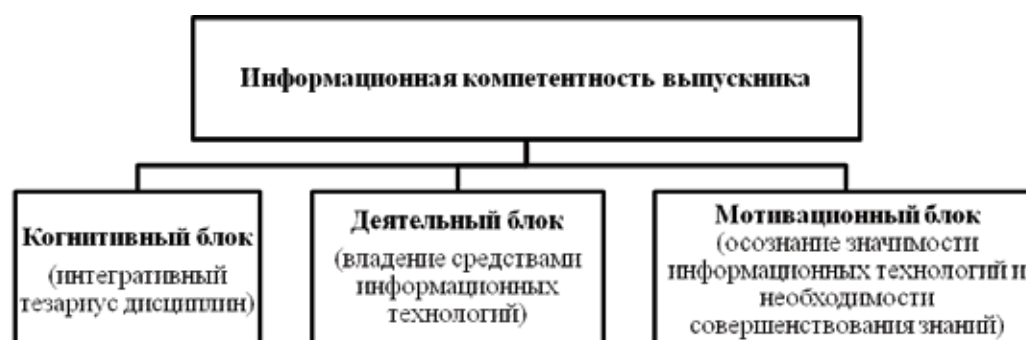 Информационная компетентность выпускника
Когнитивный блок
(интегративный
тезариус дисциплин)
Деятельный блок
(владение средствами
информационных
технологий)
Мотивационный блок
(осознание значимости
информационных технологий и
необходимости
совершенствования знаний)